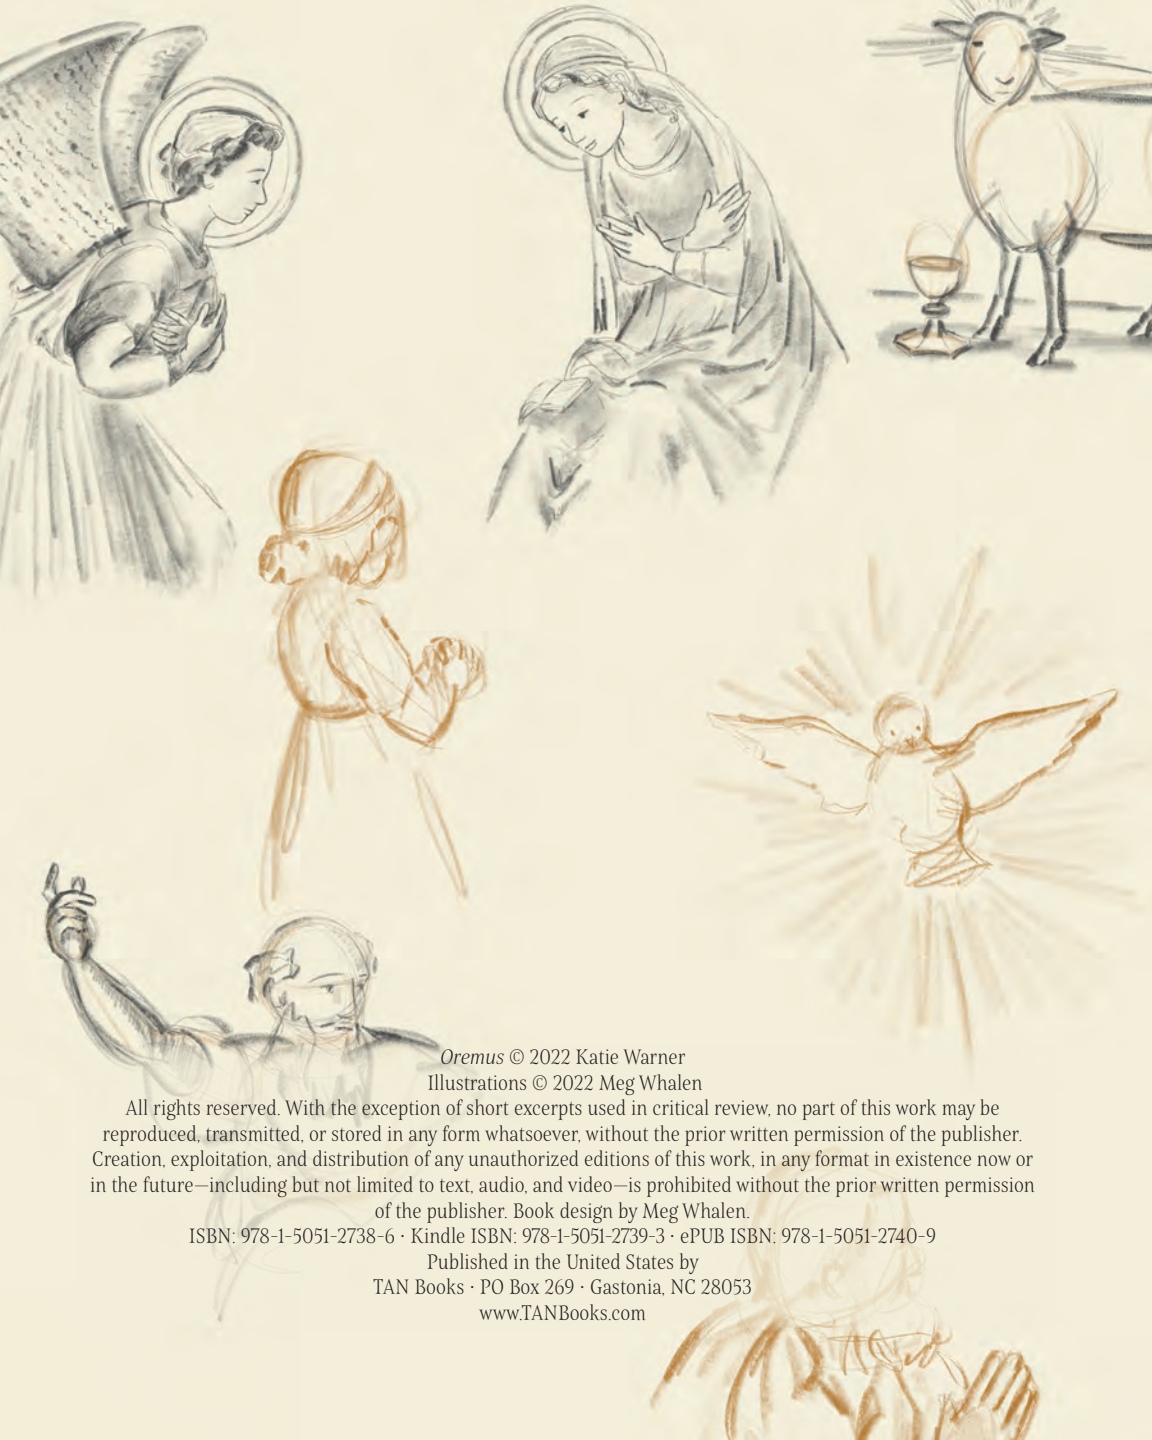 Oremus © 2022 Katie Warner
Illustrations © 2022 Meg Whalen
All rights reserved. With the exception of short excerpts used in critical review, no part of this work may be
reproduced, transmitted, or stored in any form whatsoever, without the prior written permission of the publisher.
Creation, exploitation, and distribution of any unauthorized editions of this work, in any format in existence now or
in the future—including but not limited to text, audio, and video—is prohibited without the prior written permission
of the publisher. Book design by Meg Whalen.
ISBN: 978-1-5051-2738-6 · Kindle ISBN: 978-1-5051-2739-3 · ePUB ISBN: 978-1-5051-2740-9
Published in the United States by
TAN Books · PO Box 269 · Gastonia, NC 28053
www.TANBooks.com